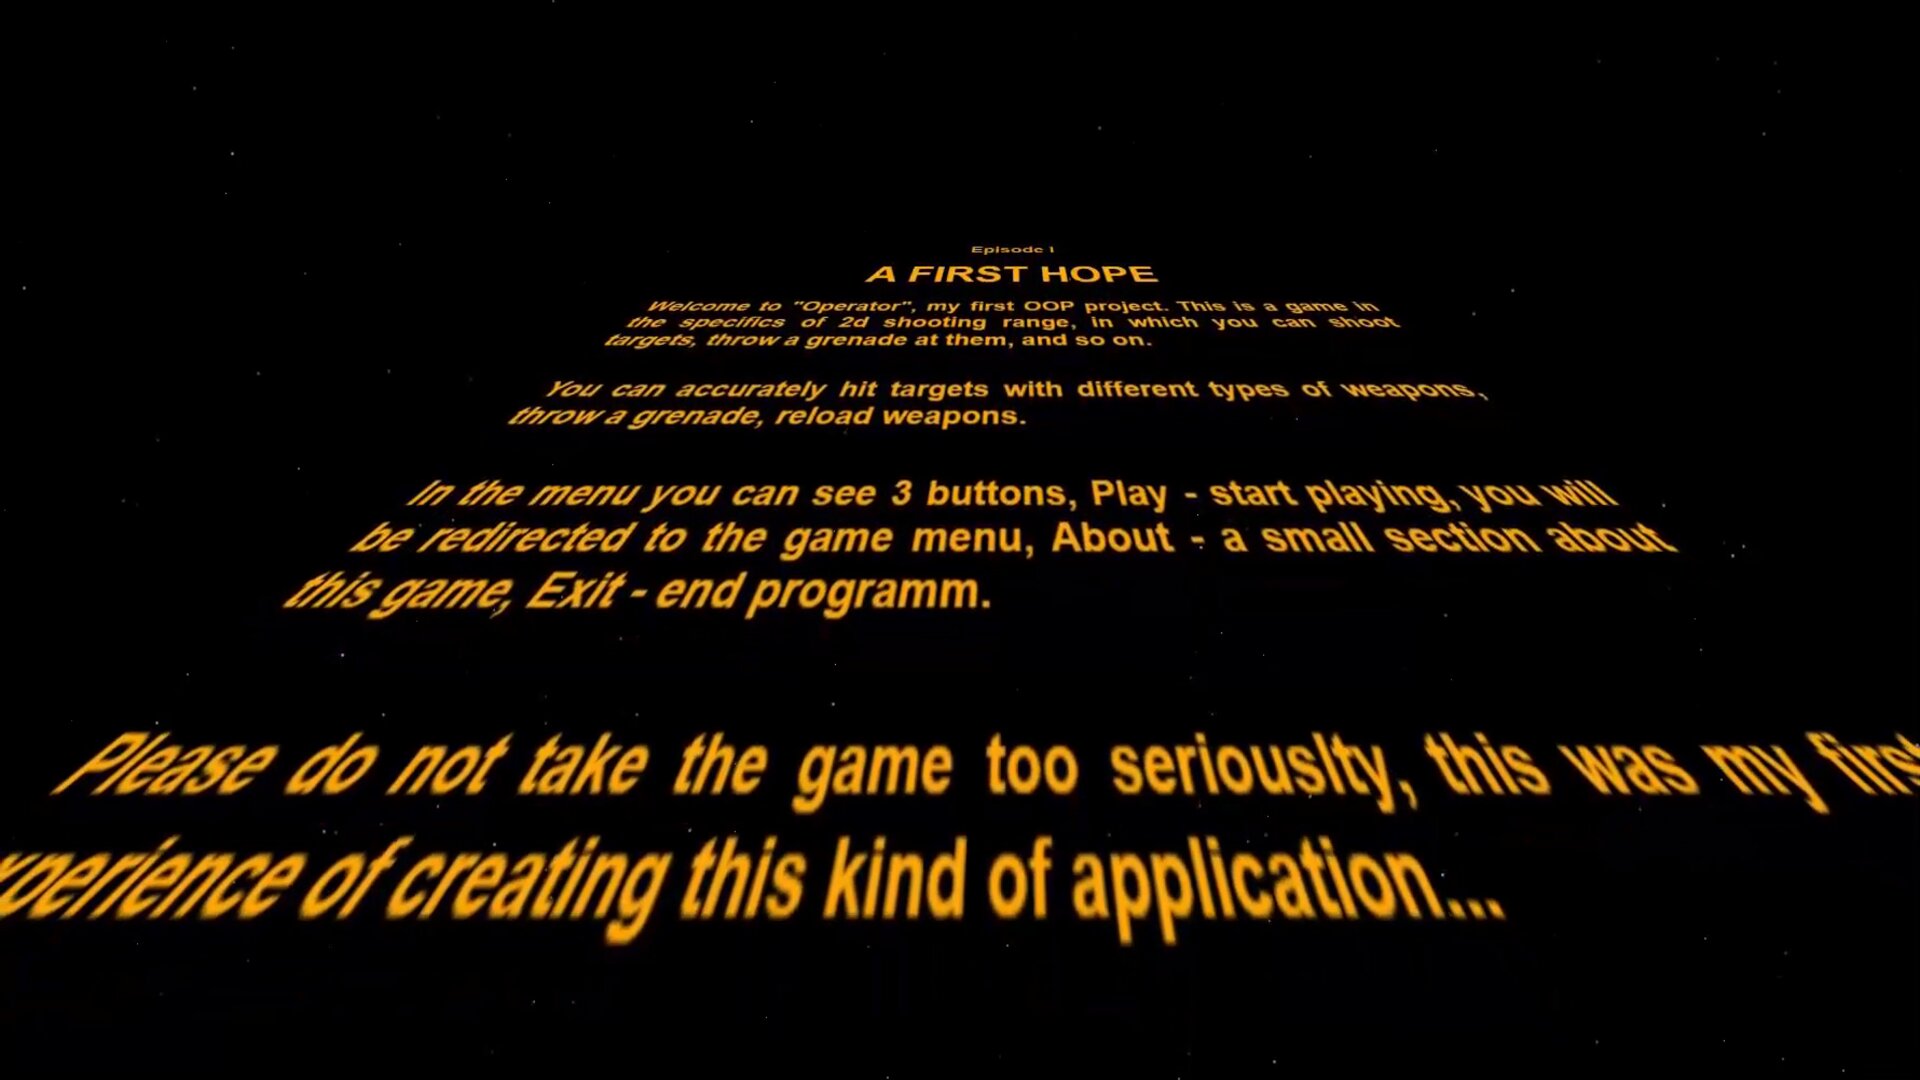 Episode I
A FIRST HOPE
Welcome to "Operator", my first OOP project. This is a game in
the specifics of 2d shooting range, in which you can shoot
targets, throw a grenade at them, and so on.
You can accurately hit targets with different types of weapons,
throw a grenade, reload weapons.
In the menu you can see 3 buttons, Play - start playing, you will
be redirected to the game menu, About - a small section about
this game, Exit - end programm.
Please do not take the game too seriouslty, this was my first
xperience of creating this kind of application...